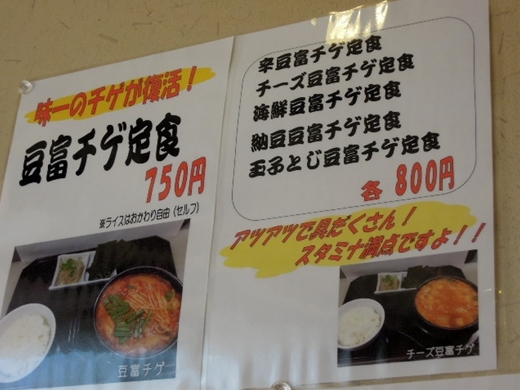 味一のチゲが復活！
豆富チゲ定食
750円
※ライスはおかわり自由（セルフ）
豆富チゲ
辛豆富チゲ定食
チーズ豆富チゲ定食
海鮮豆富チゲ定食
納豆豆富チゲ定食
玉子とじ豆富チゲ定食
各 800円
アツアツで具だくさん！
スタミナ満点ですよ！！
チーズ豆富チゲ